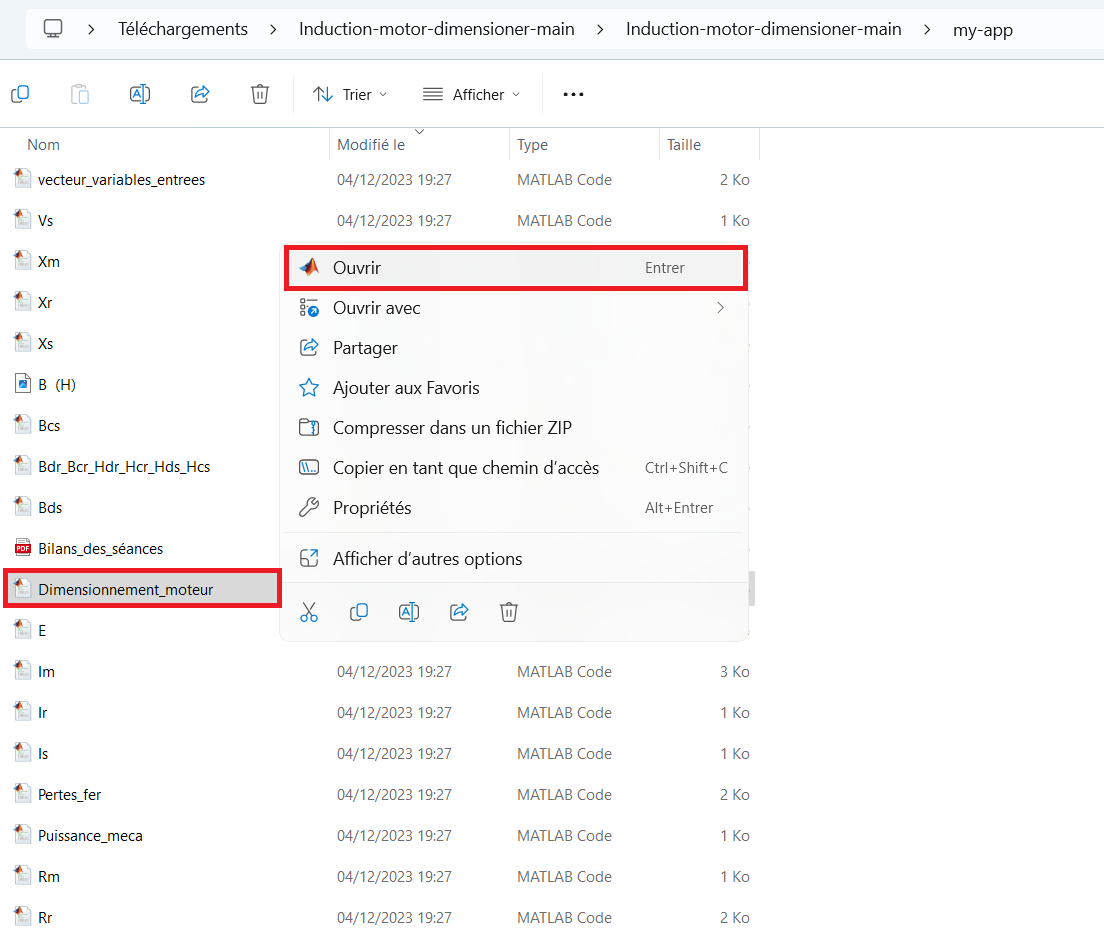 Téléchargements > Induction-motor-dimensioner-main > Induction-motor-dimensioner-main > my-app
Trier Afficher
Nom Modifié le Type Taille
vecteur_variables_entrees 04/12/2023 19:27 MATLAB Code 2 Ko
Vs 04/12/2023 19:27 MATLAB Code 1 Ko
Xm
Xr
Xs
B (H)
Bcs
Bdr_Bcr_Hdr_Hcr_Hds_Hcs
Bds
PDF Bilans_des_séances
Dimensionnement_moteur
E
Ouvrir Entrer
Ouvrir avec
Partager
Ajouter aux Favoris
Compresser dans un fichier ZIP
Copier en tant que chemin d'accès Ctrl+Shift+C
Propriétés Alt+Entrer
Afficher d'autres options
Im 04/12/2023 19:27 MATLAB Code 3 Ko
Ir 04/12/2023 19:27 MATLAB Code 1 Ko
Is 04/12/2023 19:27 MATLAB Code 1 Ko
Pertes_fer 04/12/2023 19:27 MATLAB Code 2 Ko
Puissance_meca 04/12/2023 19:27 MATLAB Code 1 Ko
Rm 04/12/2023 19:27 MATLAB Code 1 Ko
Rr 04/12/2023 19:27 MATLAB Code 2 Ko